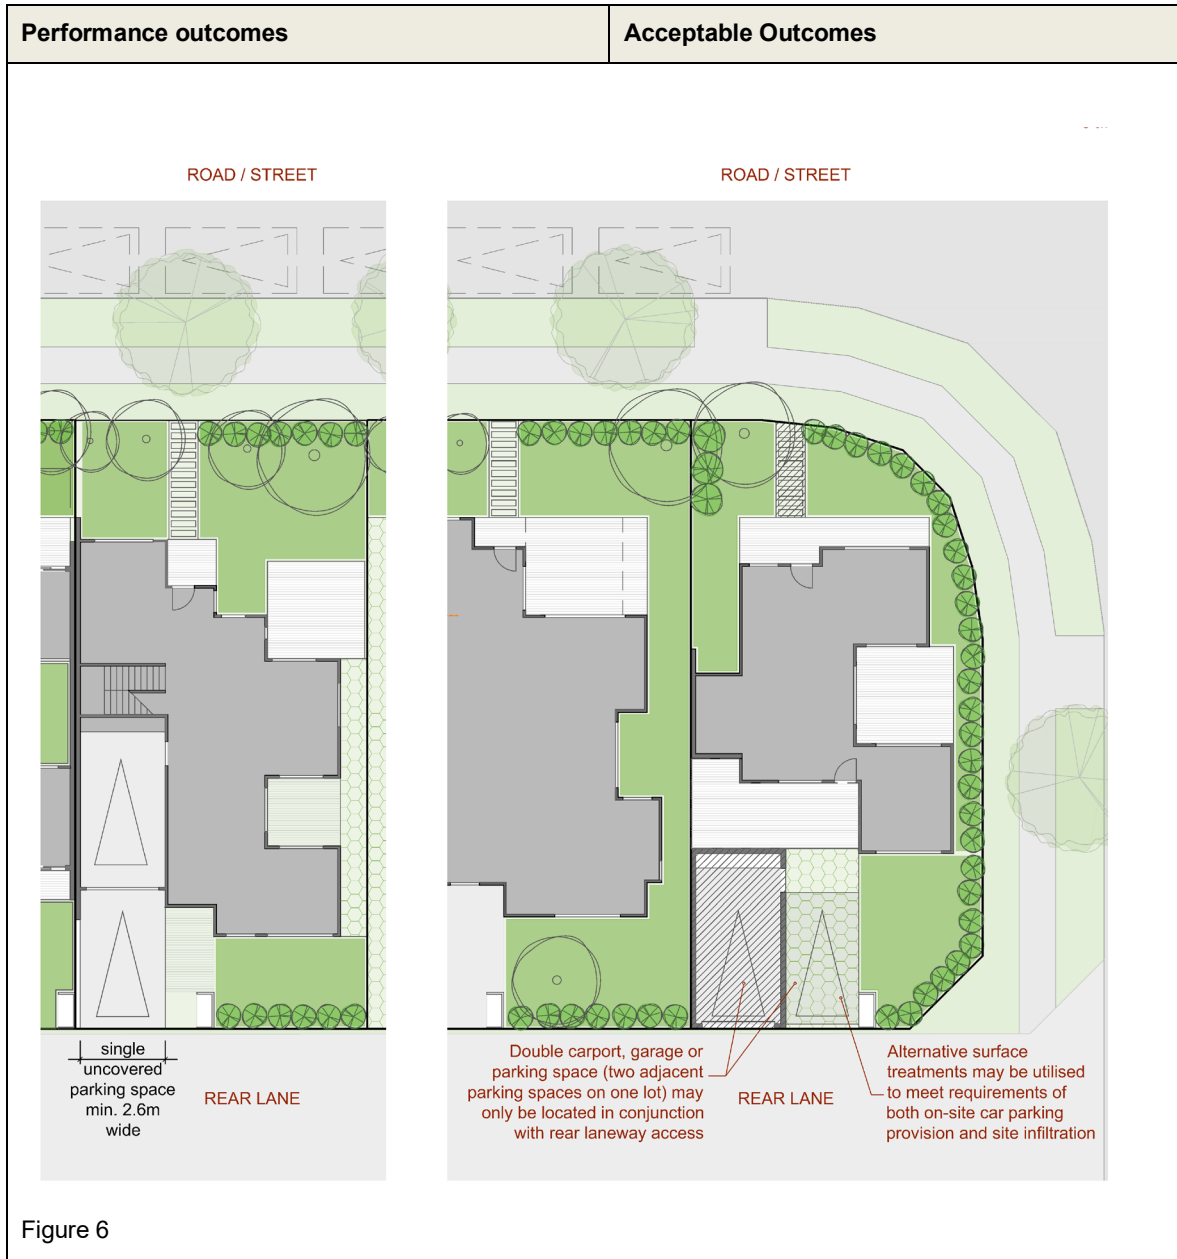 Performance outcomes
Acceptable Outcomes
ROAD / STREET
ROAD / STREET
single
uncovered
parking space
min. 2.6m
wide
REAR LANE
Double carport, garage or
parking space (two adjacent
parking spaces on one lot) may
only be located in conjunction
with rear laneway access
REAR LANE
Alternative surface
treatments may be utilised
to meet requirements of
both on-site car parking
provision and site infiltration
Figure 6